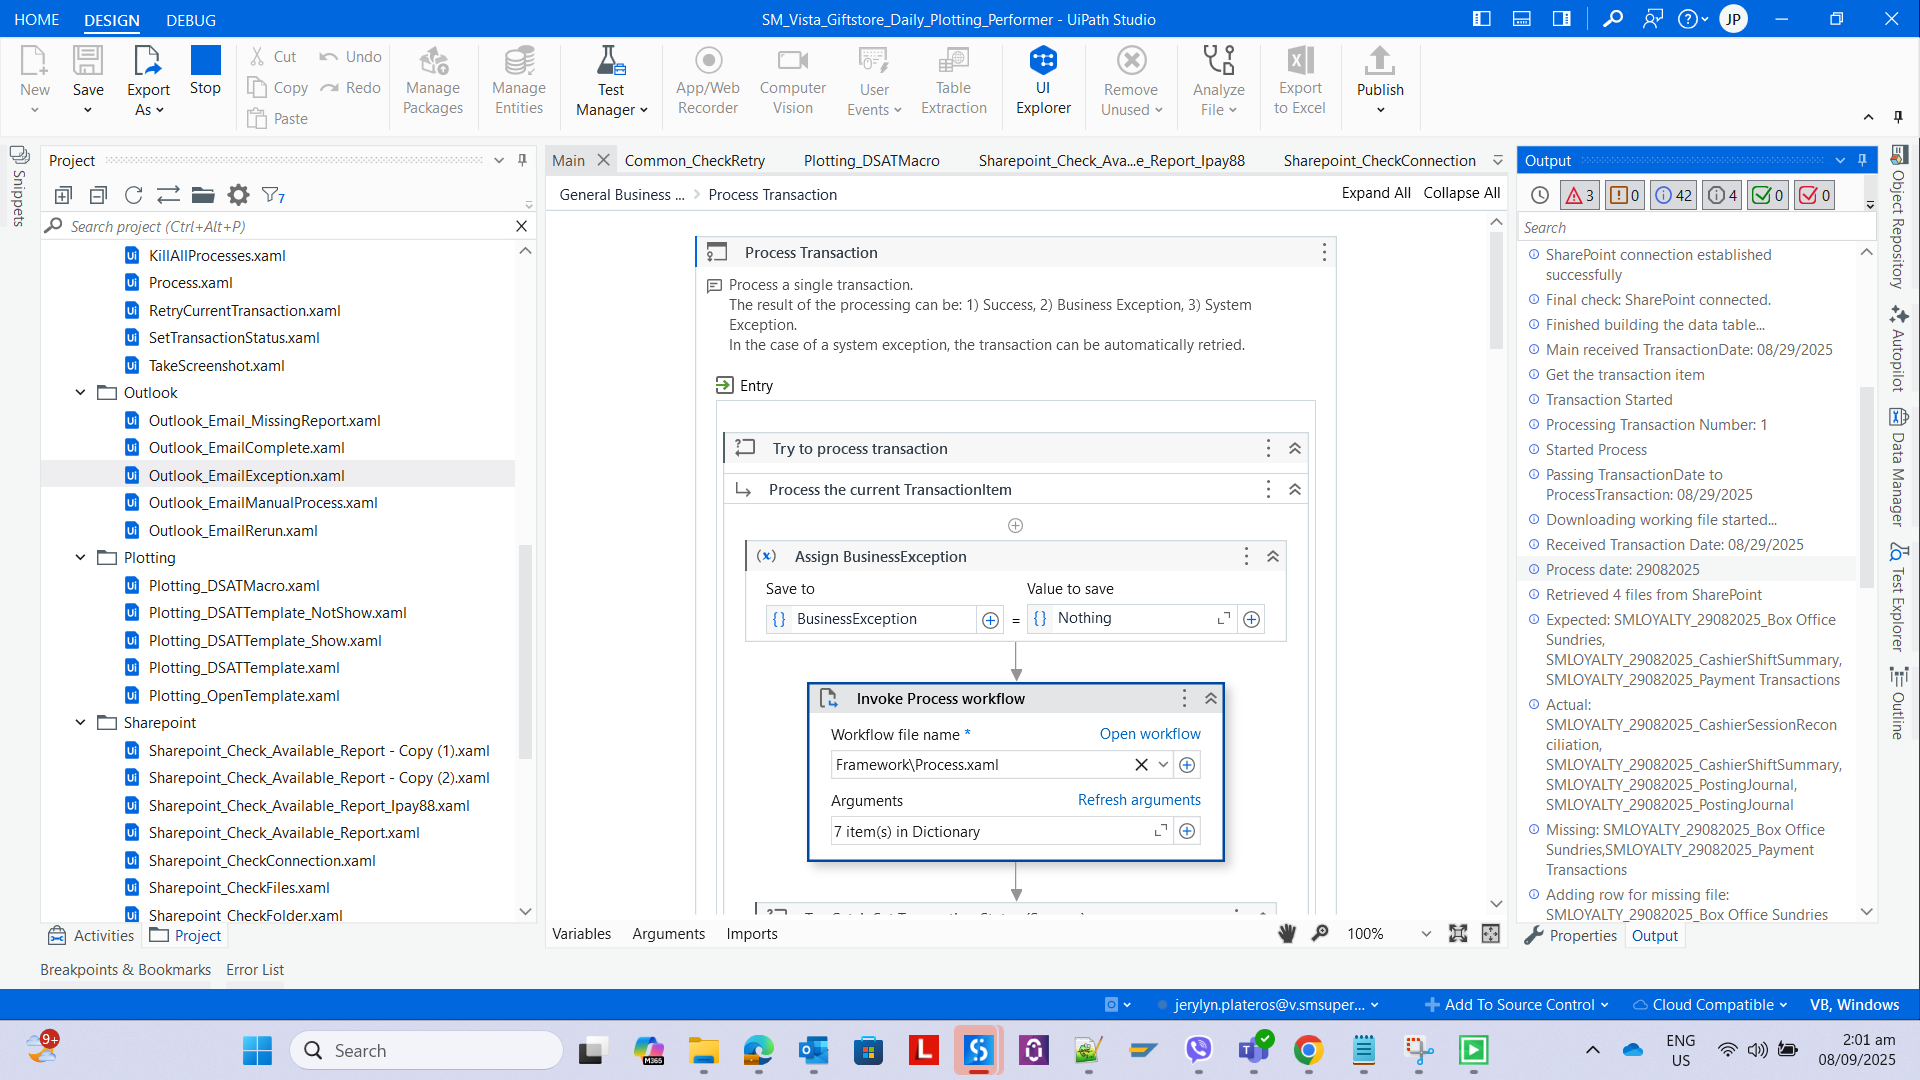 HOME
DESIGN
DEBUG
SM_Vista_Giftstore_Daily_Plotting_Performer - UiPath Studio
JP
New
Save
Export
As
Stop
Cut
Copy
Paste
Undo
Redo
Manage
Packages
Manage
Entities
Test
Manager
App/Web
Recorder
Computer
Vision
User
Events
Table
Extraction
UI
Explorer
Remove
Unused
Analyze
File
Export
to Excel
Publish
Snippets
Project
7
Search project (Ctrl+Alt+P)
KillAllProcesses.xaml
Process.xaml
RetryCurrentTransaction.xaml
SetTransactionStatus.xaml
TakeScreenshot.xaml
Outlook
Outlook_Email_MissingReport.xaml
Outlook_EmailComplete.xaml
Outlook_EmailException.xaml
Outlook_EmailManualProcess.xaml
Outlook_EmailRerun.xaml
Plotting
Plotting_DSATMacro.xaml
Plotting_DSATTemplate_NotShow.xaml
Plotting_DSATTemplate_Show.xaml
Plotting_DSATTemplate.xaml
Plotting_OpenTemplate.xaml
Sharepoint
Sharepoint_Check_Available_Report - Copy (1).xaml
Sharepoint_Check_Available_Report - Copy (2).xaml
Sharepoint_Check_Available_Report_Ipay88.xaml
Sharepoint_Check_Available_Report.xaml
Sharepoint_CheckConnection.xaml
Sharepoint_CheckFiles.xaml
Sharepoint_CheckFolder.xaml
Activities
Project
Breakpoints & Bookmarks
Error List
Main
Common_CheckRetry
Plotting_DSATMacro
Sharepoint_Check_Ava...e_Report_Ipay88
Sharepoint_CheckConnection
General Business ...
Process Transaction
Expand All
Collapse All
Process Transaction
Process a single transaction.
The result of the processing can be: 1) Success, 2) Business Exception, 3) System
Exception.
In the case of a system exception, the transaction can be automatically retried.
Entry
Try to process transaction
Process the current TransactionItem
Assign BusinessException
Save to
Value to save
BusinessException
=
Nothing
Invoke Process workflow
Workflow file name *
Open workflow
Framework\Process.xaml
Arguments
Refresh arguments
7 item(s) in Dictionary
Variables
Arguments
Imports
100%
Output
3
0
42
4
0
0
Search
SharePoint connection established
successfully
Final check: SharePoint connected.
Finished building the data table...
Main received TransactionDate: 08/29/2025
Get the transaction item
Transaction Started
Processing Transaction Number: 1
Started Process
Passing TransactionDate to
ProcessTransaction: 08/29/2025
Downloading working file started...
Received Transaction Date: 08/29/2025
Process date: 29082025
Retrieved 4 files from SharePoint
Expected: SMLOYALTY_29082025_Box Office
Sundries,
SMLOYALTY_29082025_CashierShiftSummary,
SMLOYALTY_29082025_Payment Transactions
Actual:
SMLOYALTY_29082025_CashierSessionRecon
ciliation,
SMLOYALTY_29082025_CashierShiftSummary,
SMLOYALTY_29082025_PostingJournal,
SMLOYALTY_29082025_PostingJournal
Missing: SMLOYALTY_29082025_Box Office
Sundries,SMLOYALTY_29082025_Payment
Transactions
Adding row for missing file:
SMLOYALTY_29082025_Box Office Sundries
Properties
Output
Object Repository
Autopilot
Data Manager
Test Explorer
Outline
jerylyn.plateros@v.smsuper...
Add To Source Control
Cloud Compatible
VB, Windows
9+
Search
M365
ENG
US
2:01 am
08/09/2025